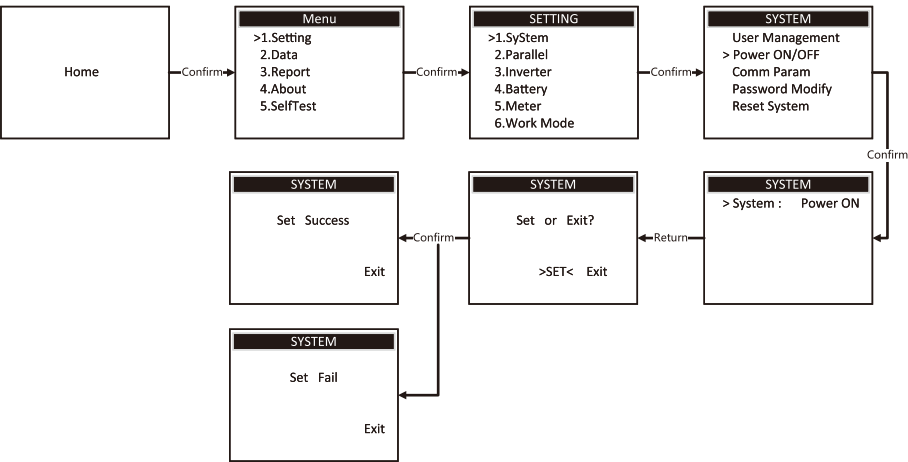 Home
Confirm
Menu
>1.Setting
2.Data
3.Report
4.About
5.SelfTest
Confirm
SETTING
>1.SyStem
2.Parallel
3.Inverter
4.Battery
5.Meter
6.Work Mode
Confirm
SYSTEM
User Management
> Power ON/OFF
Comm Param
Password Modify
Reset System
Confirm
SYSTEM
> System : Power ON
Return
SYSTEM
Set or Exit?
>SET< Exit
Confirm
SYSTEM
Set Success
Exit
SYSTEM
Set Fail
Exit